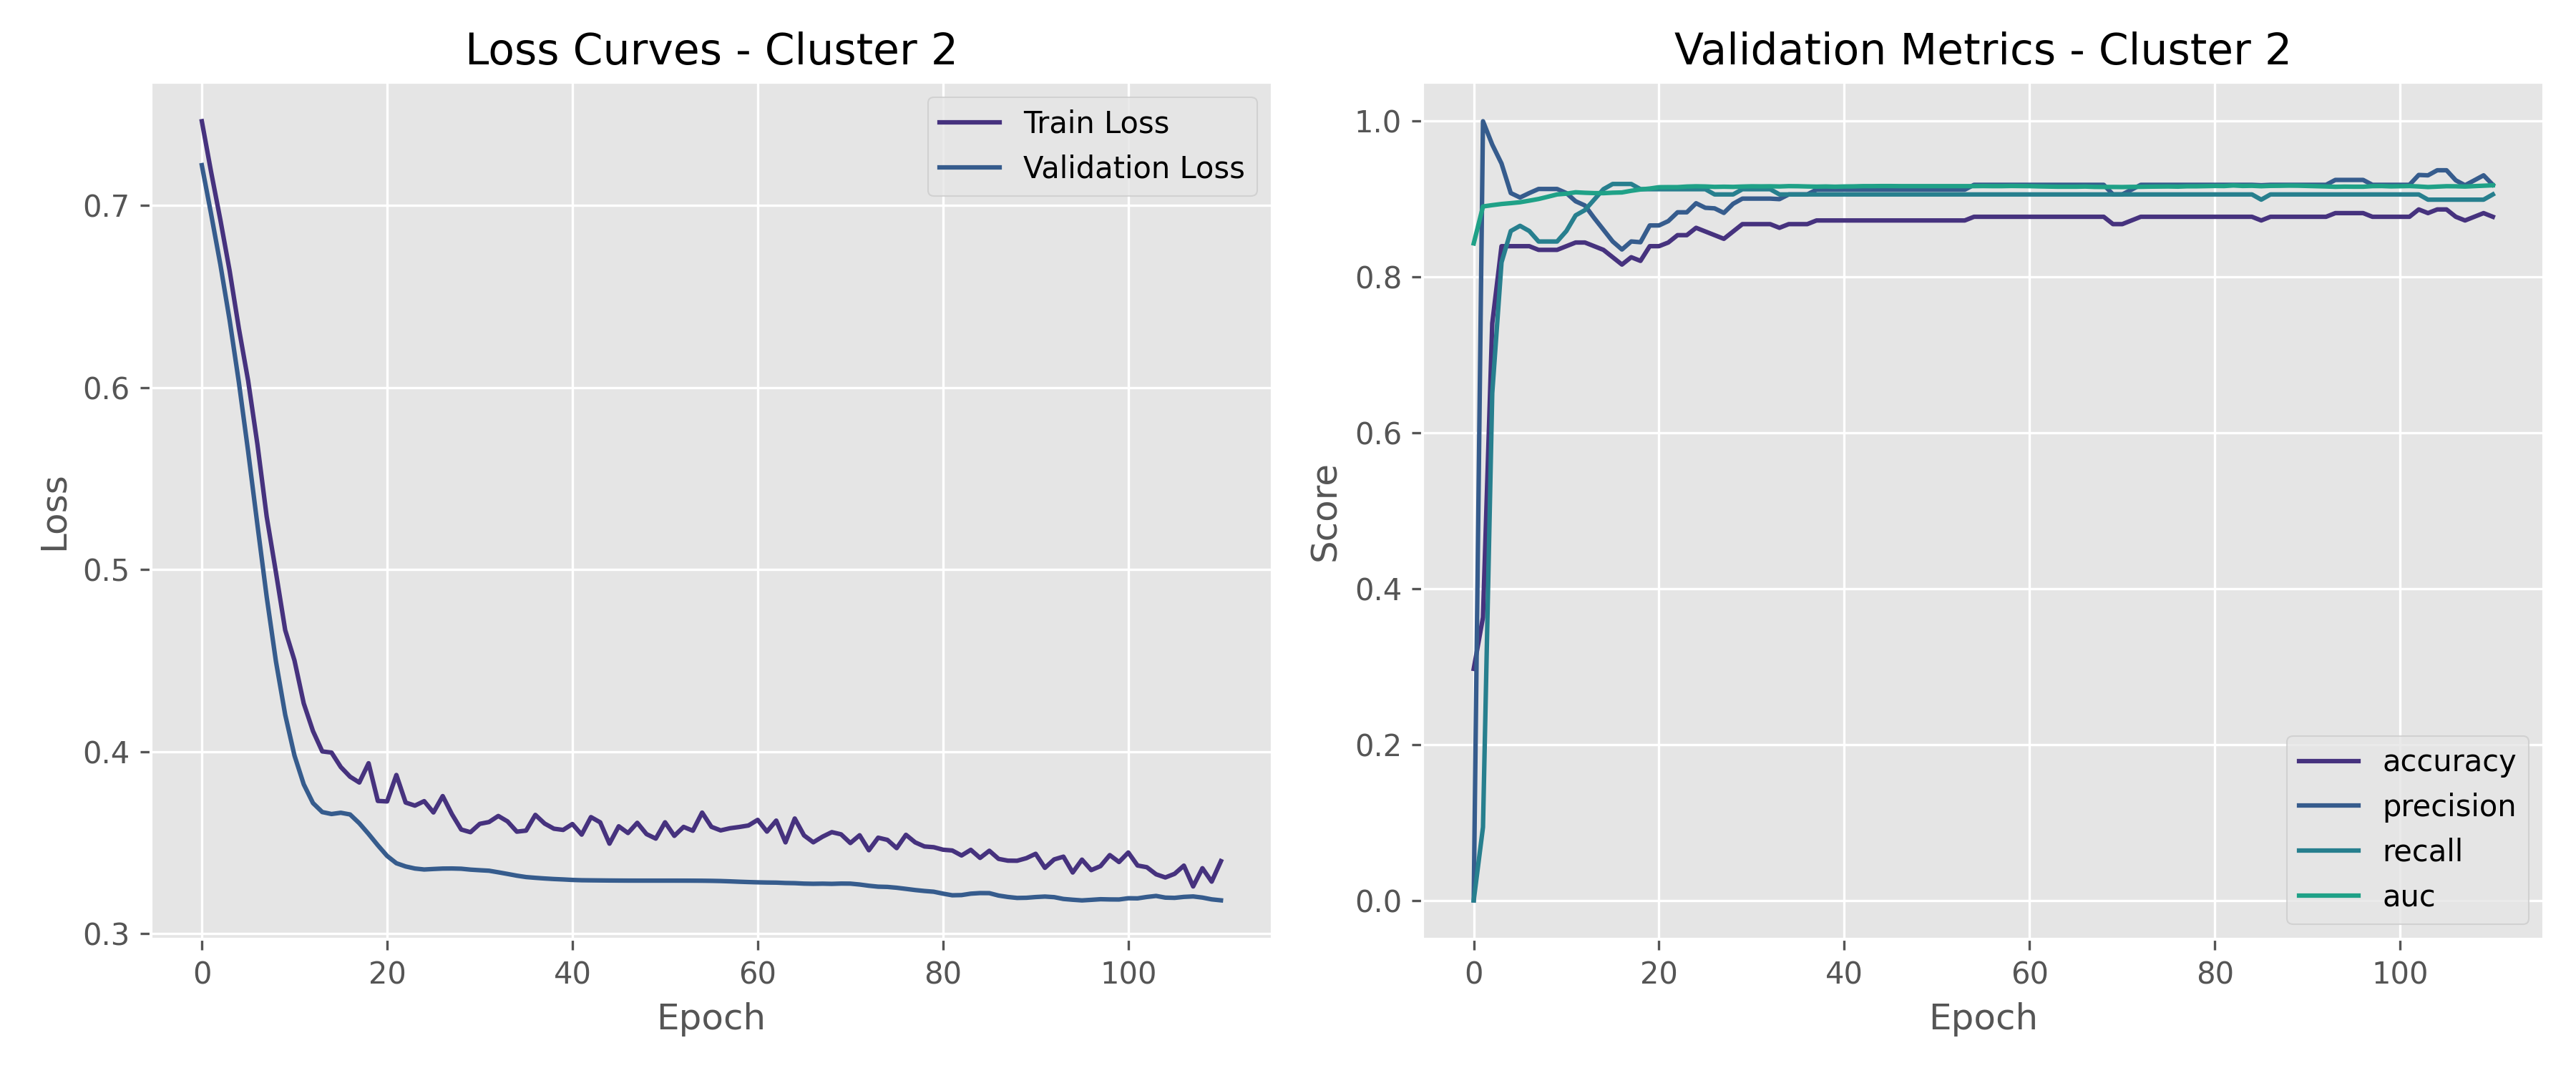 Loss Curves - Cluster 2
Train Loss
Validation Loss
0.7
0.6
0.5
0.4
0.3
Loss
0
20
40
60
80
100
Epoch
Validation Metrics - Cluster 2
1.0
0.8
0.6
0.4
0.2
0.0
Score
accuracy
precision
recall
auc
0
20
40
60
80
100
Epoch